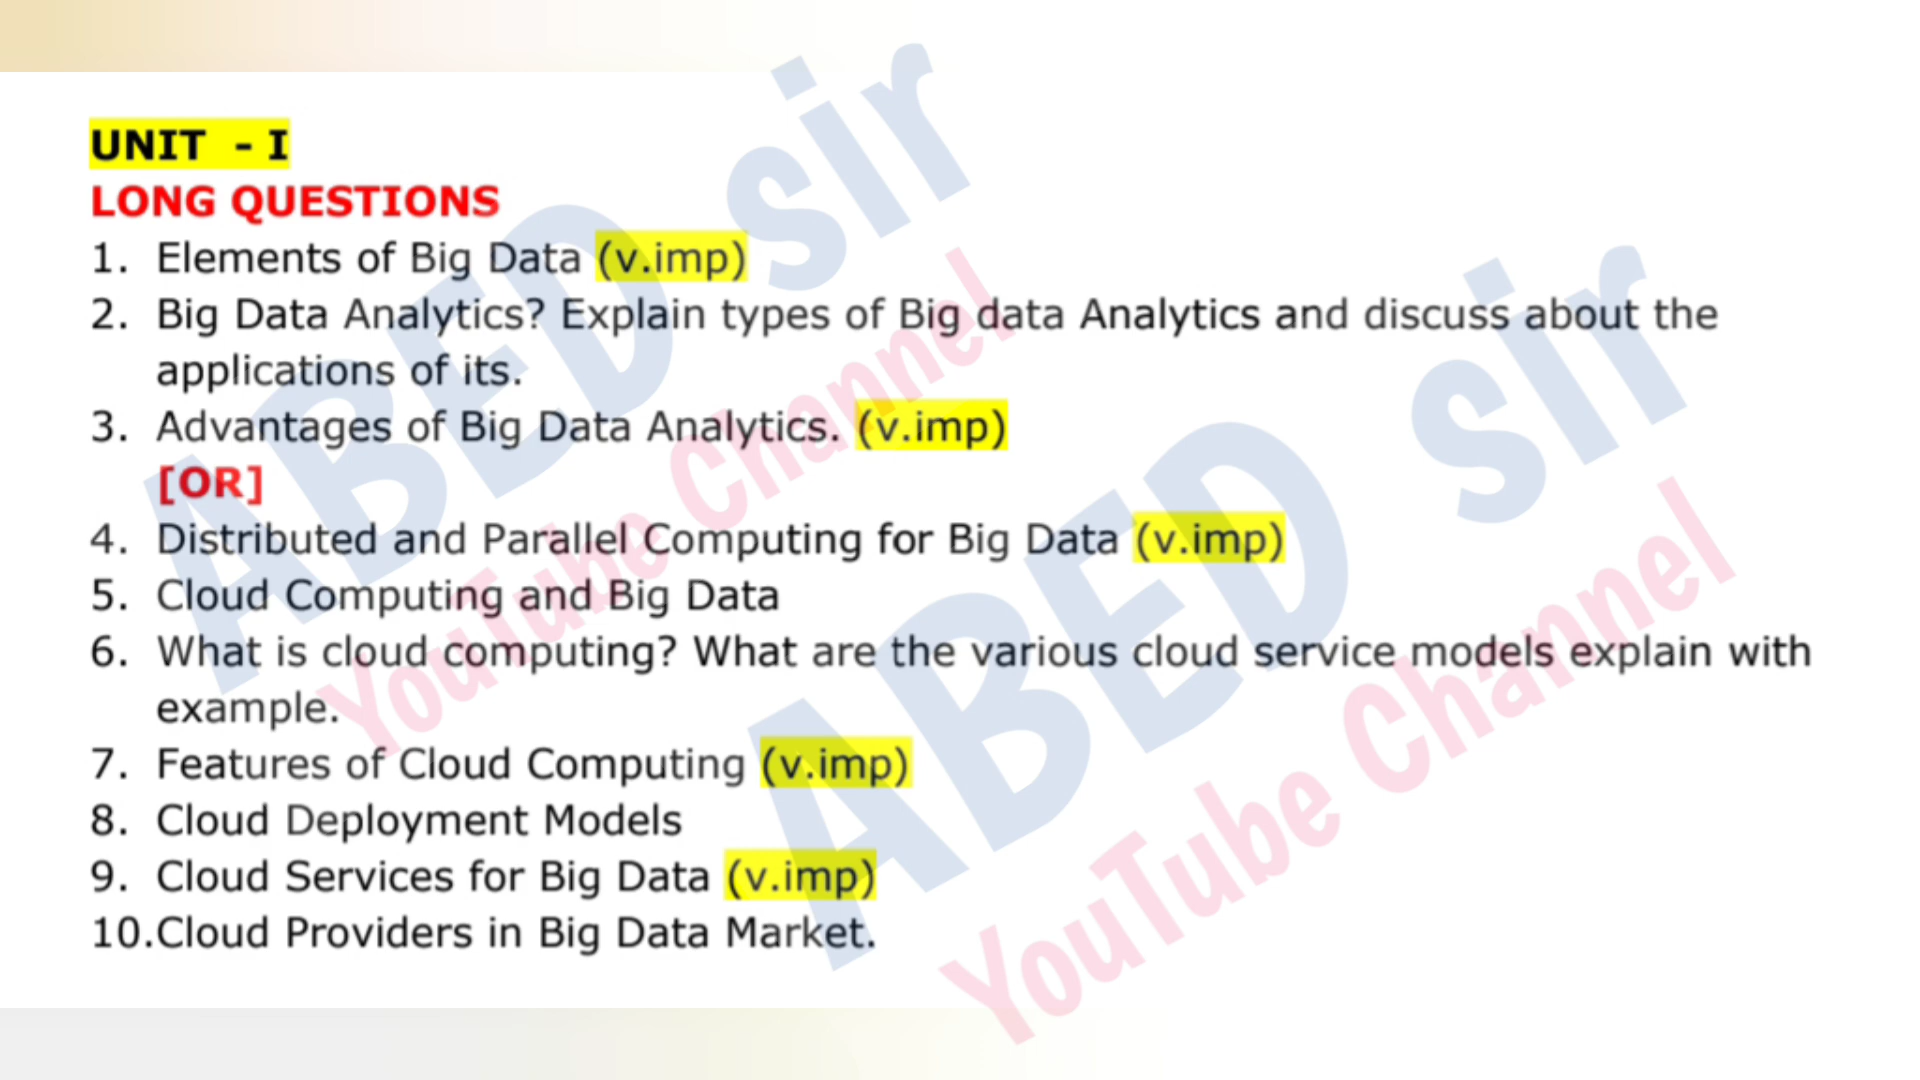 UNIT - I
LONG QUESTIONS
1. Elements of Big Data (v.imp)
2. Big Data Analytics? Explain types of Big data Analytics and discuss about the
applications of its.
3. Advantages of Big Data Analytics. (v.imp)
[OR]
4. Distributed and Parallel Computing for Big Data (v.imp)
5. Cloud Computing and Big Data
6. What is cloud computing? What are the various cloud service models explain with
example.
7. Features of Cloud Computing (v.imp)
8. Cloud Deployment Models
9. Cloud Services for Big Data (v.imp)
10.Cloud Providers in Big Data Market.
ABED sir
YouTube Channel
ABED sir
YouTube Channel